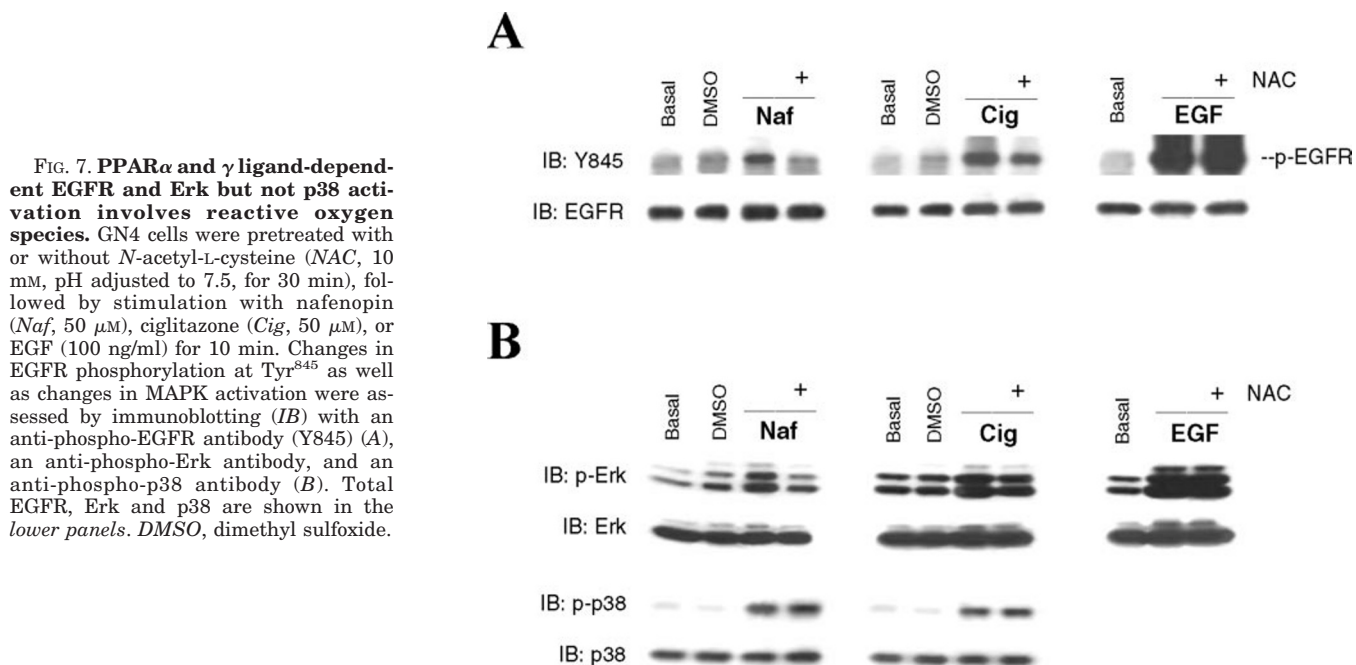 FIG. 7. PPARα and γ ligand-depend-
ent EGFR and Erk but not p38 acti-
vation involves reactive oxygen
species. GN4 cells were pretreated with
or without N-acetyl-L-cysteine (NAC, 10
mM, pH adjusted to 7.5, for 30 min), fol-
lowed by stimulation with nafenopin
(Naf, 50 μM), ciglitazone (Cig, 50 μM), or
EGF (100 ng/ml) for 10 min. Changes in
EGFR phosphorylation at Tyr845 as well
as changes in MAPK activation were as-
sessed by immunoblotting (IB) with an
anti-phospho-EGFR antibody (Y845) (A),
an anti-phospho-Erk antibody, and an
anti-phospho-p38 antibody (B). Total
EGFR, Erk and p38 are shown in the
lower panels. DMSO, dimethyl sulfoxide.
A
+ + + NAC
Basal DMSO Naf Basal DMSO Cig Basal EGF
IB: Y845 --p-EGFR
IB: EGFR
B
+ + + NAC
Basal DMSO Naf Basal DMSO Cig Basal EGF
IB: p-Erk
IB: Erk
IB: p-p38
IB: p38